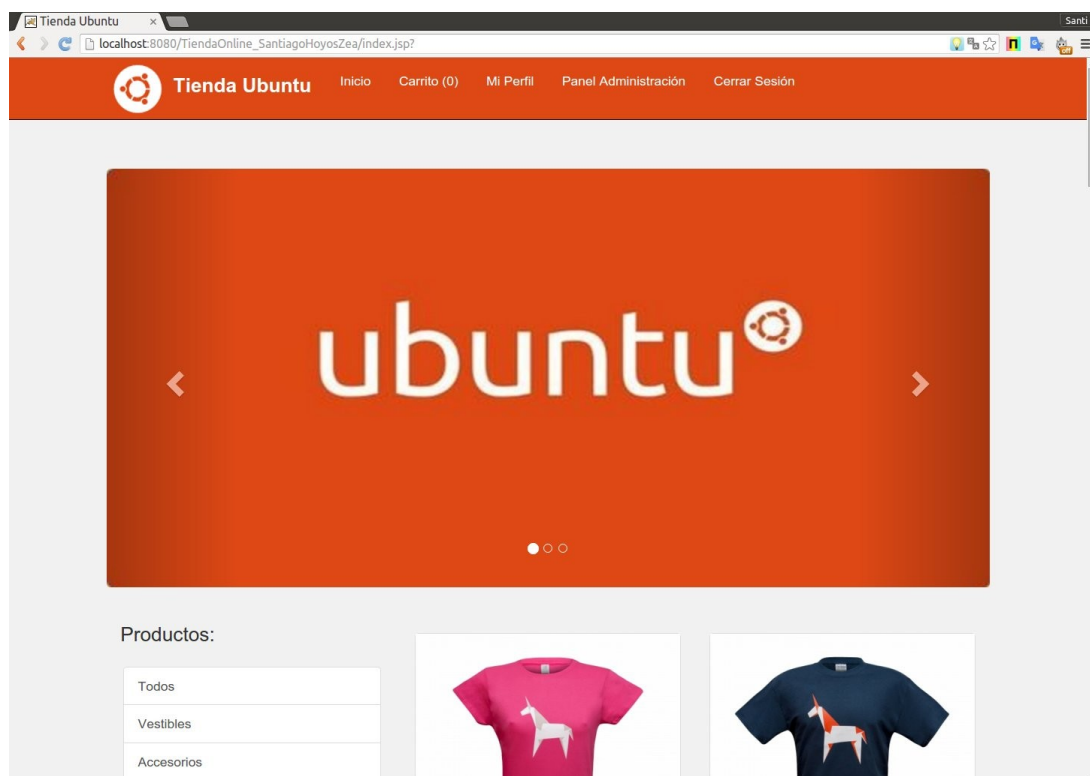 Tienda Ubuntu
Santi
localhost:8080/TiendaOnline_SantiagoHoyosZea/index.jsp?
Tienda Ubuntu Inicio Carrito (0) Mi Perfil Panel Administración Cerrar Sesión
ubuntu
Productos:
Todos
Vestibles
Accesorios